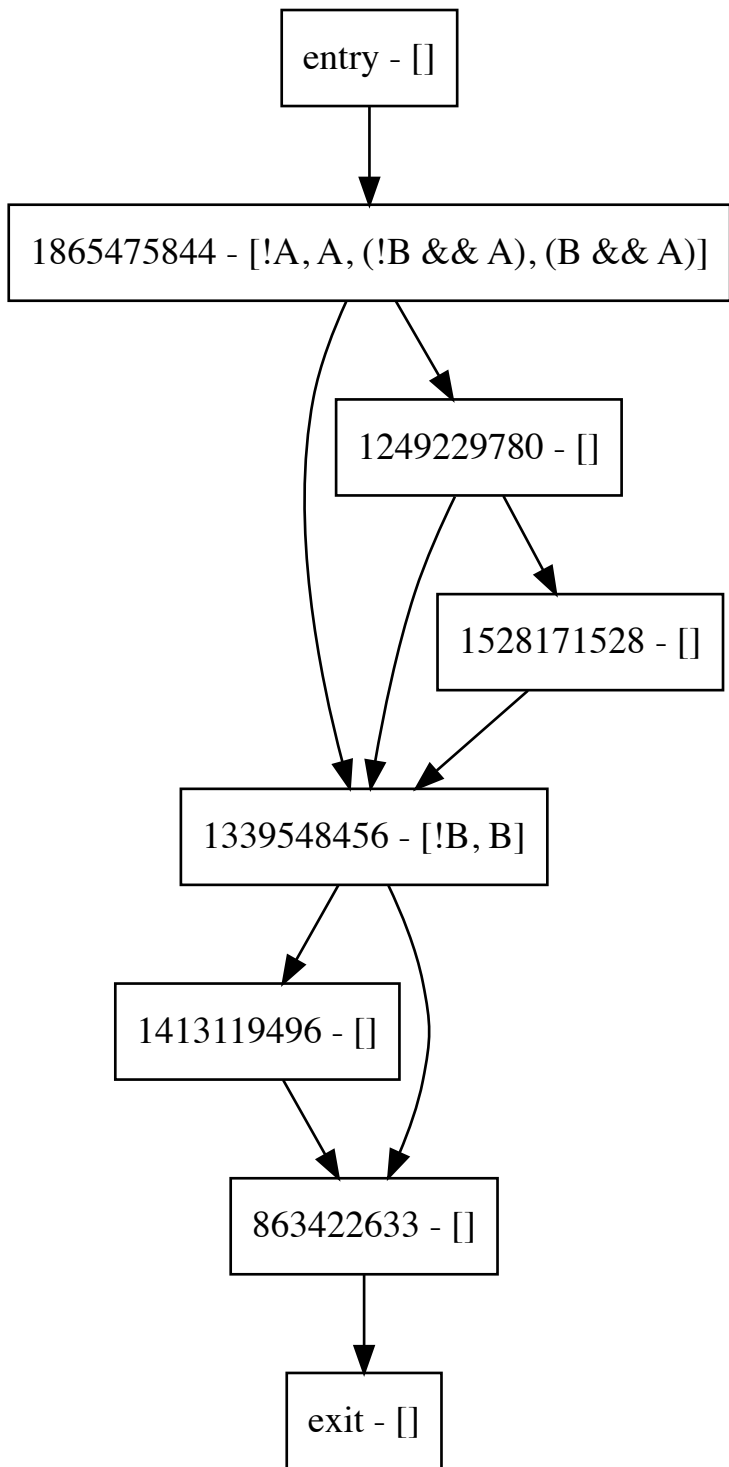 entry - []
1865475844 - [!A, A, (!B && A), (B && A)]
1249229780 - []
1528171528 - []
1339548456 - [!B, B]
1413119496 - []
863422633 - []
exit - []